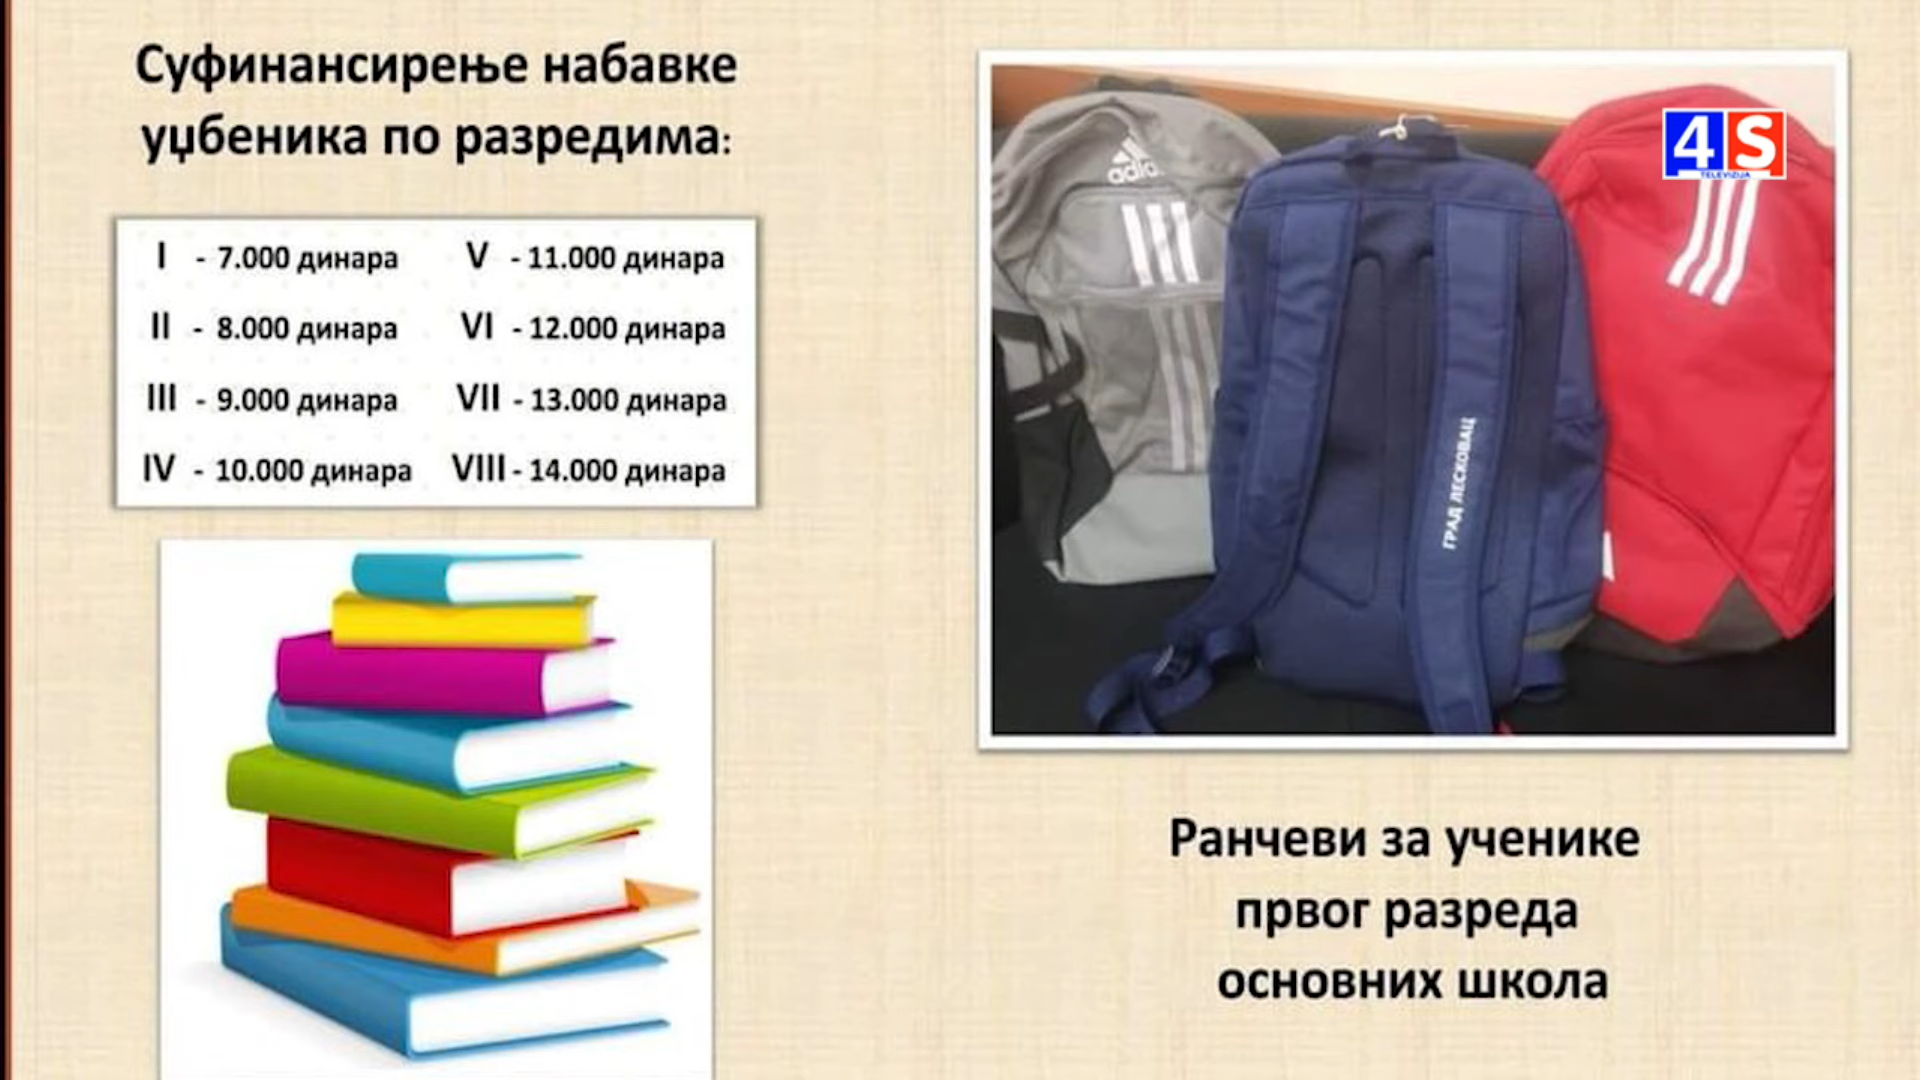 Суфинансирење набавке
уџбеника по разредима:
I - 7.000 динара
V - 11.000 динара
II - 8.000 динара
VI - 12.000 динара
III - 9.000 динара
VII - 13.000 динара
IV - 10.000 динара
VIII - 14.000 динара
adidas
ГРАД ЛЕСКОВАЦ
4S
TELEVIZIJA
Ранчеви за ученике
првог разреда
основних школа